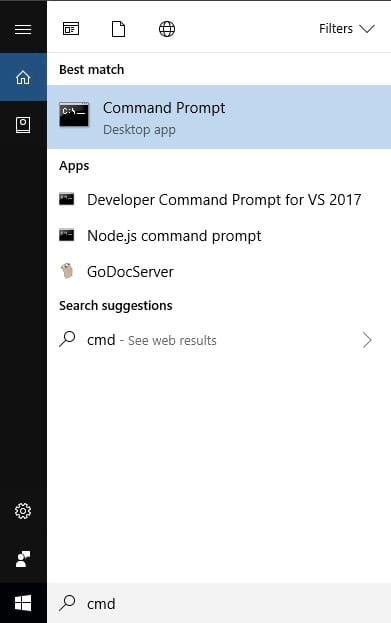 Filters
Best match
Command Prompt
Desktop app
Apps
Developer Command Prompt for VS 2017
Node.js command prompt
GoDocServer
Search suggestions
cmd - See web results
cmd